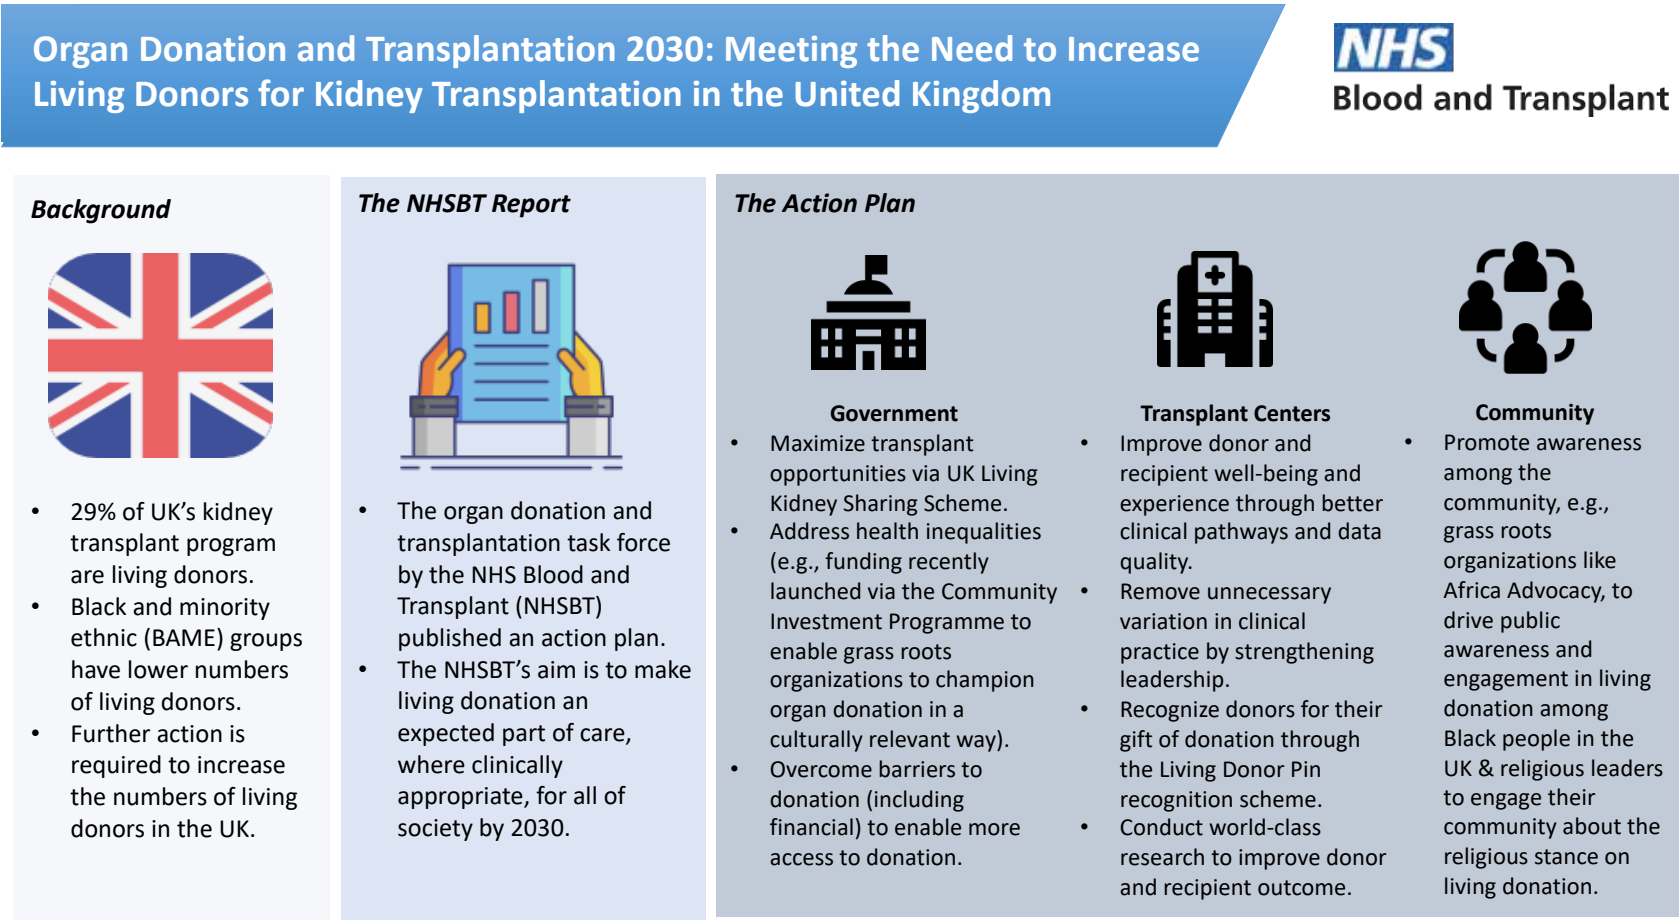 Organ Donation and Transplantation 2030: Meeting the Need to Increase
Living Donors for Kidney Transplantation in the United Kingdom
NHS
Blood and Transplant
Background
• 29% of UK’s kidney
transplant program
are living donors.
• Black and minority
ethnic (BAME) groups
have lower numbers
of living donors.
• Further action is
required to increase
the numbers of living
donors in the UK.
The NHSBT Report
• The organ donation and
transplantation task force
by the NHS Blood and
Transplant (NHSBT)
published an action plan.
• The NHSBT’s aim is to make
living donation an
expected part of care,
where clinically
appropriate, for all of
society by 2030.
The Action Plan
Government
• Maximize transplant
opportunities via UK Living
Kidney Sharing Scheme.
• Address health inequalities
(e.g., funding recently
launched via the Community
Investment Programme to
enable grass roots
organizations to champion
organ donation in a
culturally relevant way).
• Overcome barriers to
donation (including
financial) to enable more
access to donation.
Transplant Centers
• Improve donor and
recipient well-being and
experience through better
clinical pathways and data
quality.
• Remove unnecessary
variation in clinical
practice by strengthening
leadership.
• Recognize donors for their
gift of donation through
the Living Donor Pin
recognition scheme.
• Conduct world-class
research to improve donor
and recipient outcome.
Community
• Promote awareness
among the
community, e.g.,
grass roots
organizations like
Africa Advocacy, to
drive public
awareness and
engagement in living
donation among
Black people in the
UK & religious leaders
to engage their
community about the
religious stance on
living donation.